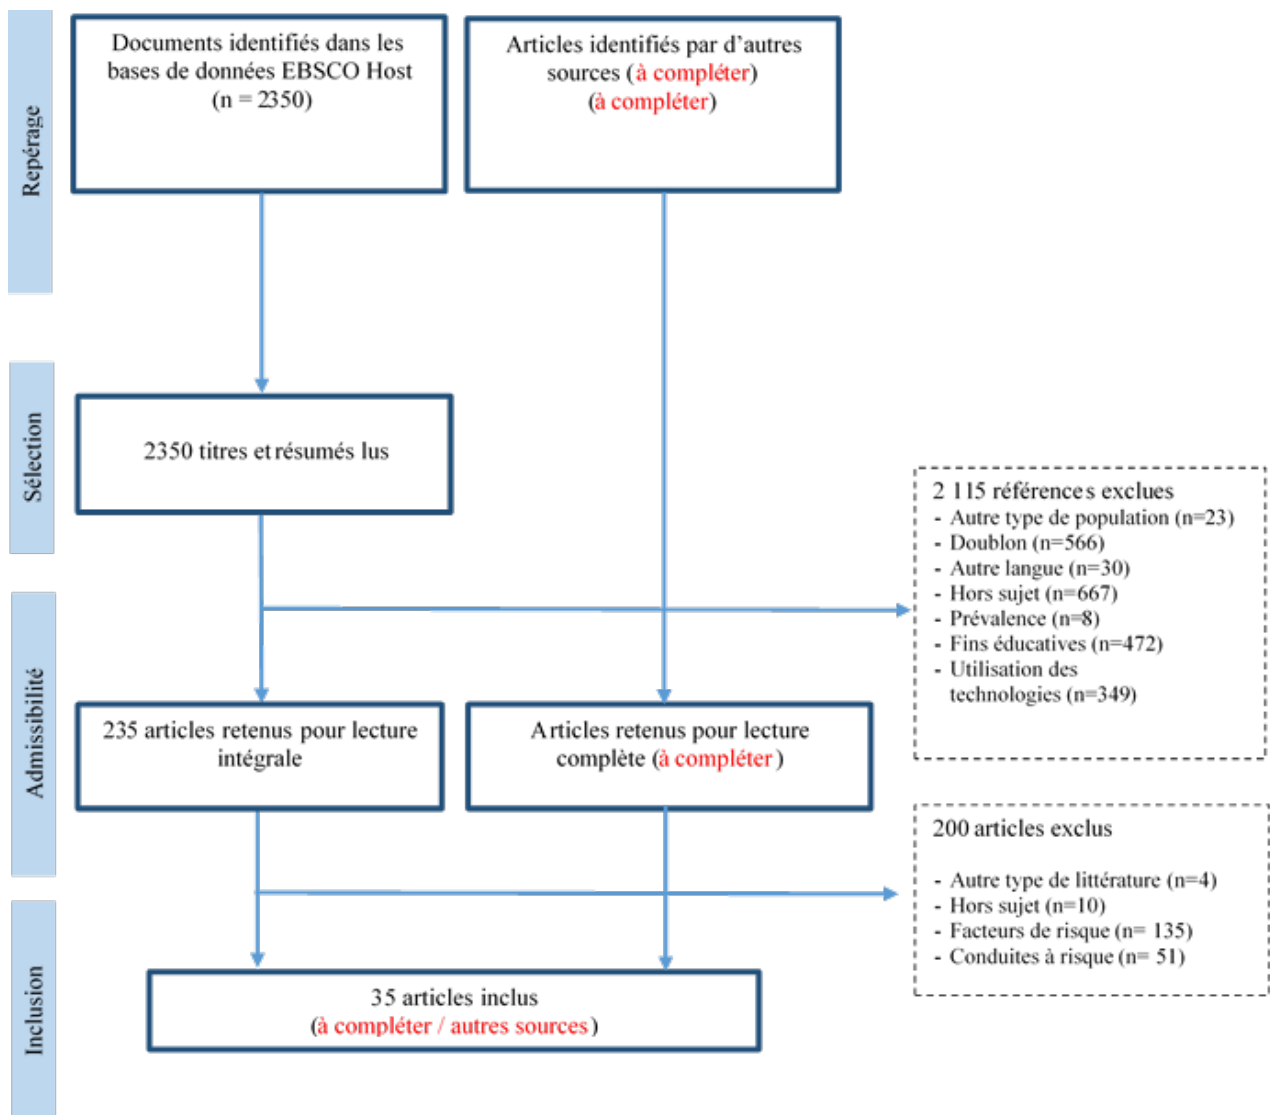 Repérage
Documents identifiés dans les
bases de données EBSCO Host
(n = 2350)
Articles identifiés par d'autres
sources (à compléter)
(à compléter)
Sélection
2350 titres et résumés lus
2 115 références exclues
- Autre type de population (n=23)
- Doublon (n=566)
- Autre langue (n=30)
- Hors sujet (n=667)
- Prévalence (n=8)
- Fins éducatives (n=472)
- Utilisation des
technologies (n=349)
Admissibilité
235 articles retenus pour lecture
intégrale
Articles retenus pour lecture
complète (à compléter )
200 articles exclus
- Autre type de littérature (n=4)
- Hors sujet (n=10)
- Facteurs de risque (n= 135)
- Conduites à risque (n= 51)
Inclusion
35 articles inclus
(à compléter / autres sources)